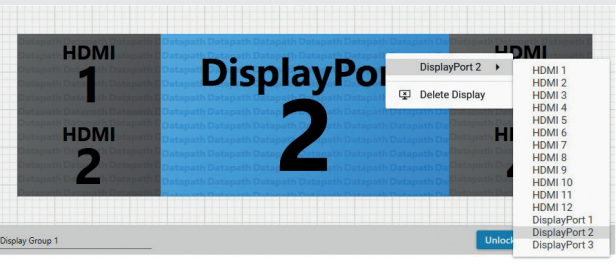 HDMI
1
HDMI
2
DisplayPor
2
HDMI
H
DisplayPort 2
Delete Display
HDMI 1
HDMI 2
HDMI 3
HDMI 4
HDMI 5
HDMI 6
HDMI 7
HDMI 8
HDMI 9
HDMI 10
HDMI 11
HDMI 12
DisplayPort 1
DisplayPort 2
DisplayPort 3
Display Group 1
Unlock